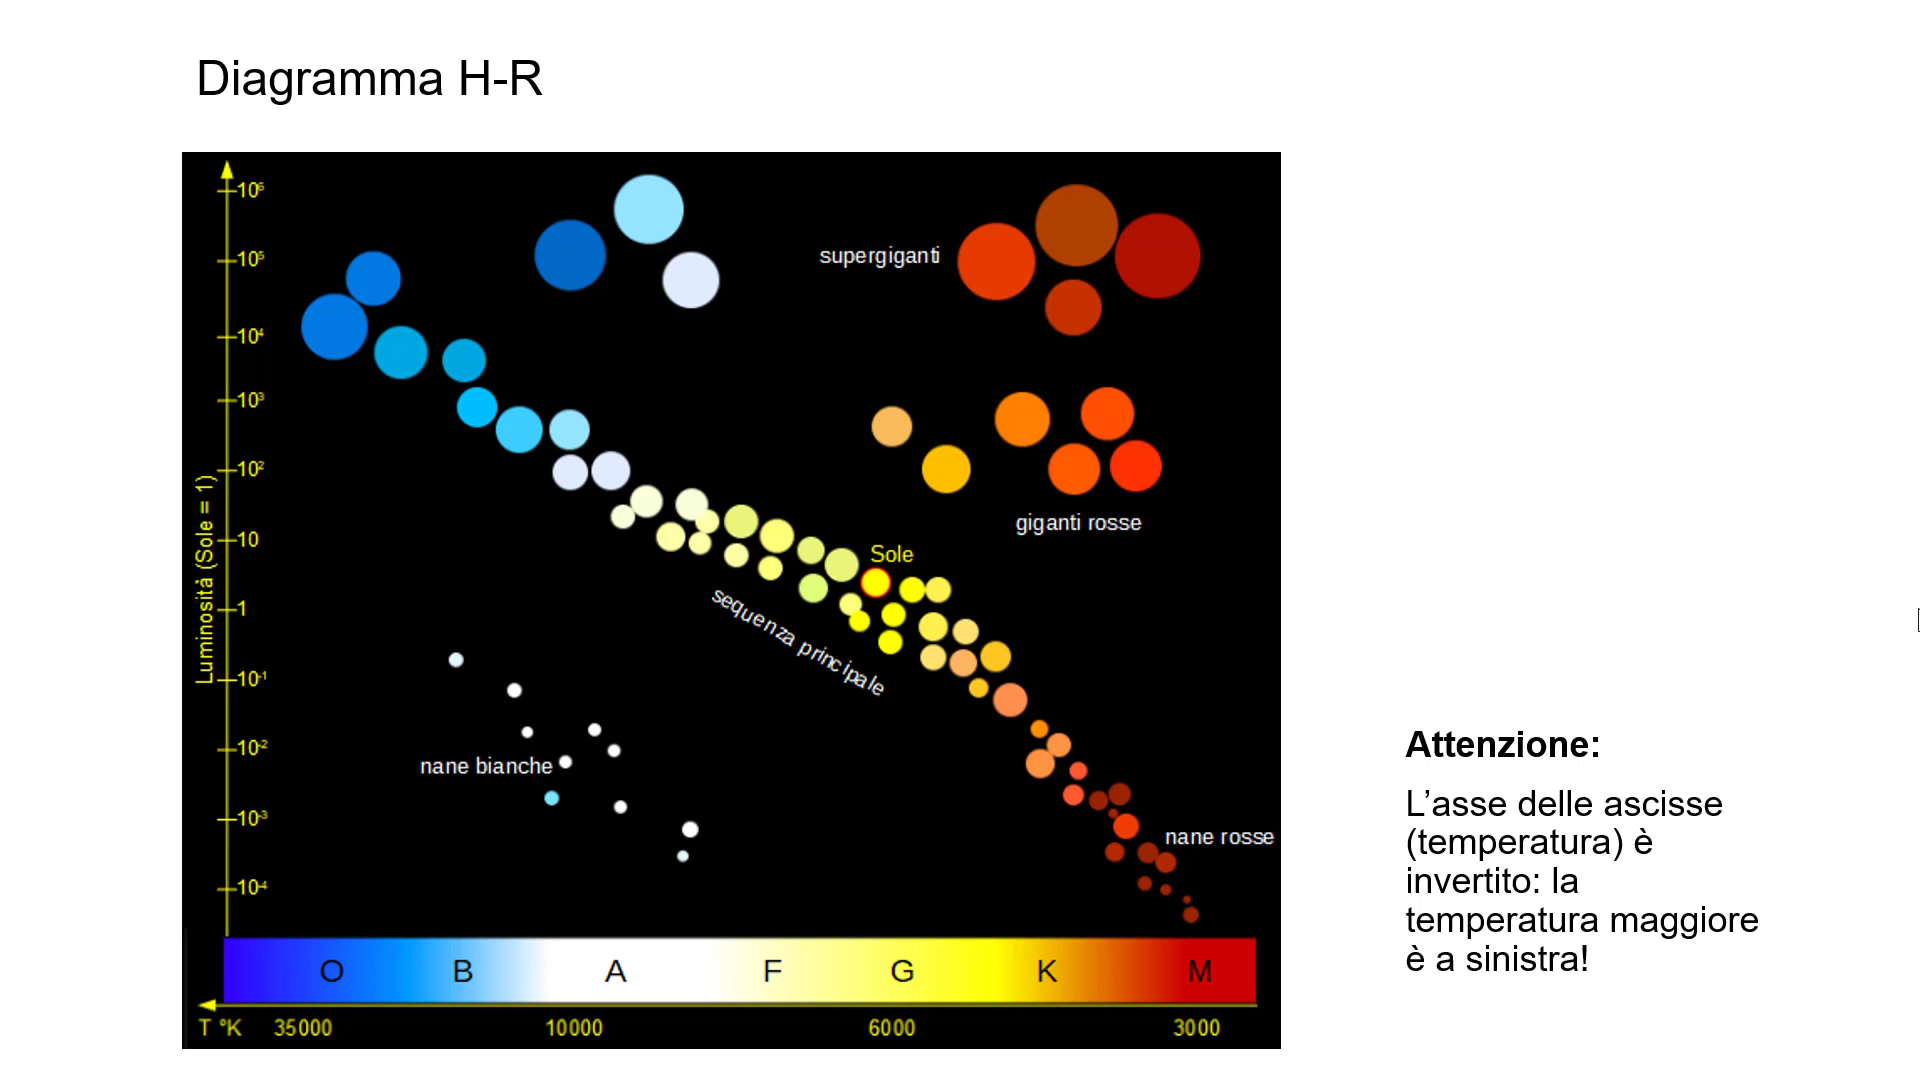 Diagramma H-R
10⁶
10⁵
10⁴
10³
10²
10
1
10⁻¹
10⁻²
10⁻³
10⁴
Luminosità (Sole = 1)
supergiganti
giganti rosse
Sole
sequenza principale
nane bianche
nane rosse
O B A F G K M
T °K 35000 10000 6000 3000
Attenzione:
L’asse delle ascisse
(temperatura) è
invertito: la
temperatura maggiore
è a sinistra!